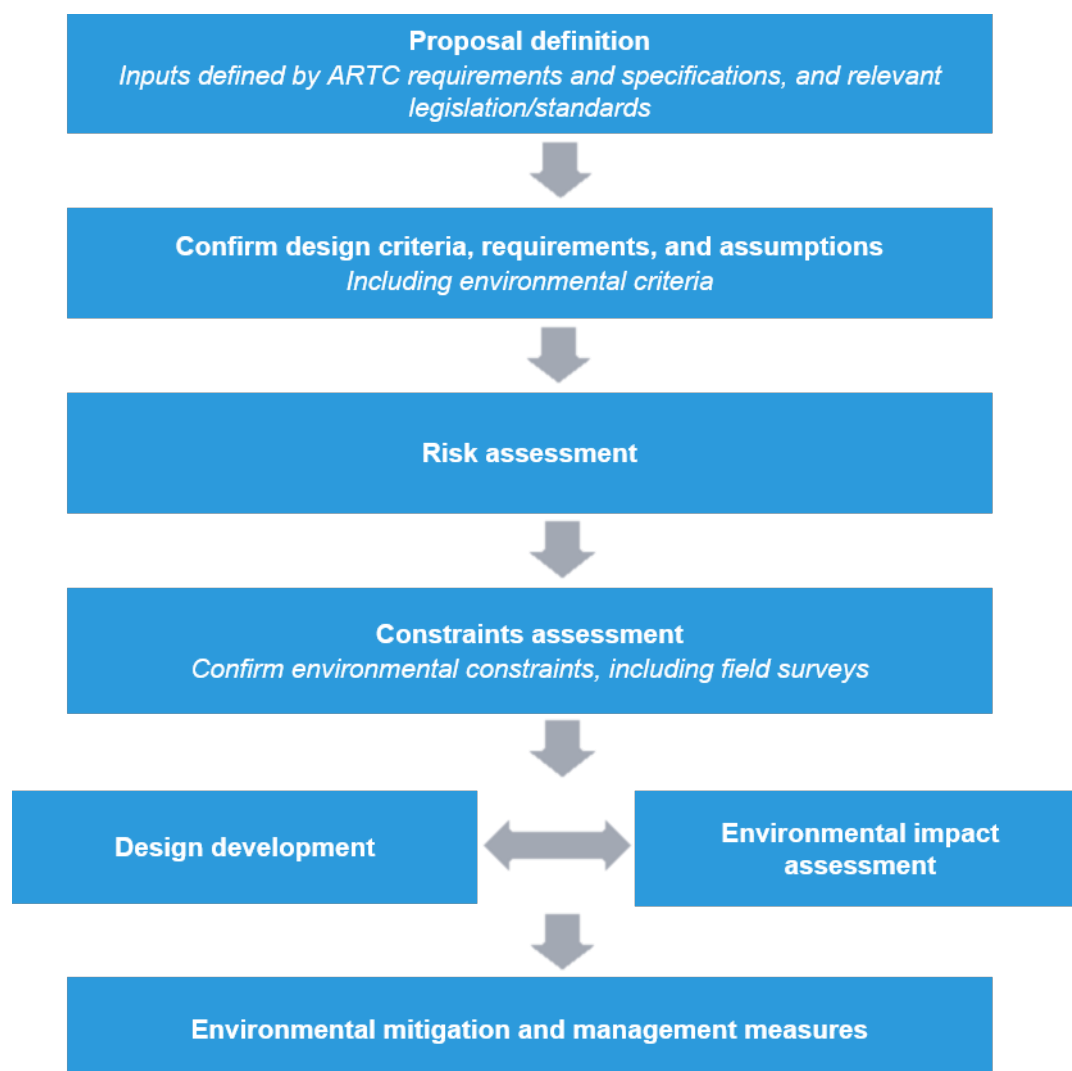 Proposal definition
Inputs defined by ARTC requirements and specifications, and relevant
legislation/standards
Confirm design criteria, requirements, and assumptions
Including environmental criteria
Risk assessment
Constraints assessment
Confirm environmental constraints, including field surveys
Design development
Environmental impact
assessment
Environmental mitigation and management measures